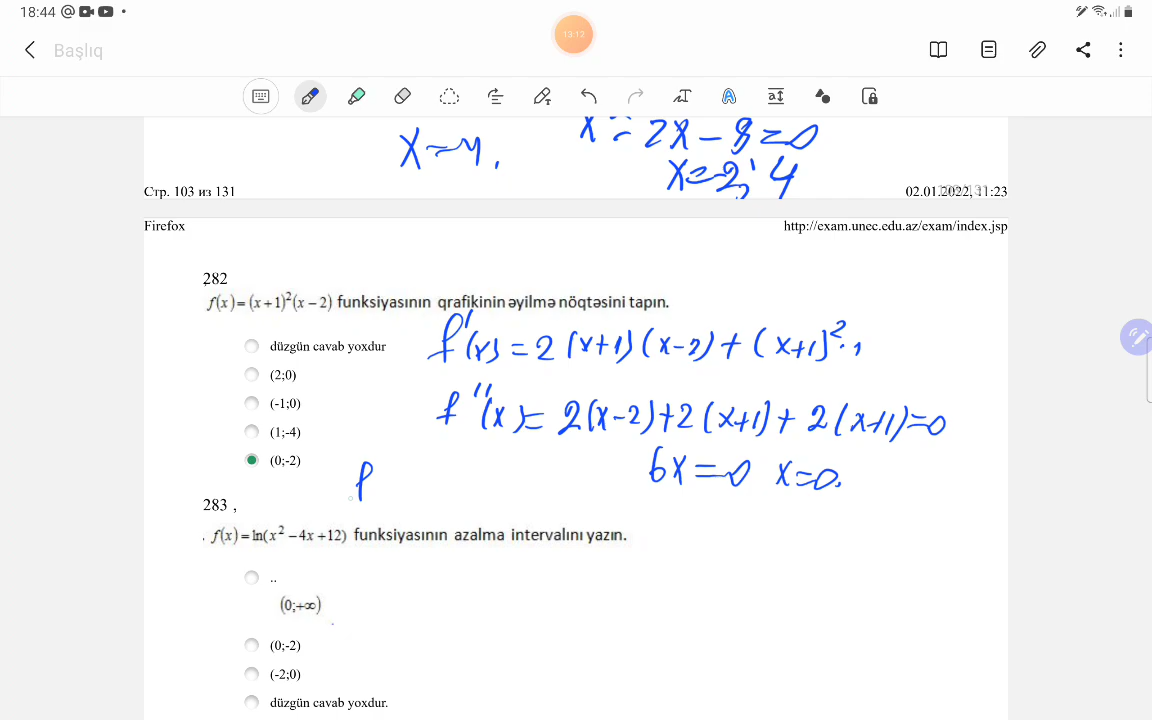 18:44
13:12
Başlıq
x = 4.
2x - 8 = 0
x = -2; 4
Стр. 103 из 131
02.01.2022, 11:23
Firefox
http://exam.unec.edu.az/exam/index.jsp
282
f(x) = (x+1)²(x−2) funksiyasının qrafikinin əyilmə nöqtəsini tapın.
f'(x) = 2(x+1)(x-2) + (x+1)²·1
düzgün cavab yoxdur
(2;0)
(-1;0)
f''(x) = 2(x-2)+2(x+1)+2(x+1)=0
(1;-4)
(0;-2)
6x=0 x=0.
f
283 ,
. f(x) = ln(x² − 4x +12) funksiyasının azalma intervalını yazın.
..
(0;+∞)
(0;-2)
(-2;0)
düzgün cavab yoxdur.